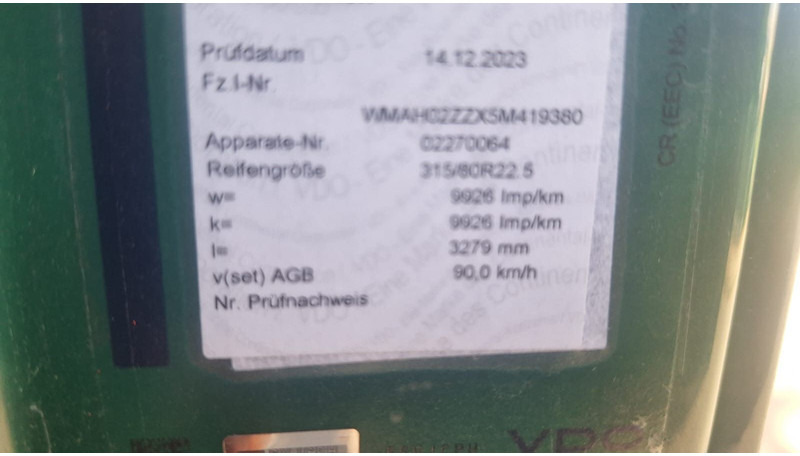 Prüfdatum 14.12.2023
Fz.I-Nr.
WMAH02ZZX5M419380
Apparate-Nr. 02270064
Reifengröße 315/80R22.5
w= 9926 Imp/km
k= 9926 Imp/km
l= 3279 mm
v(set) AGB 90,0 km/h
Nr. Prüfnachweis
CR (EEC) No.